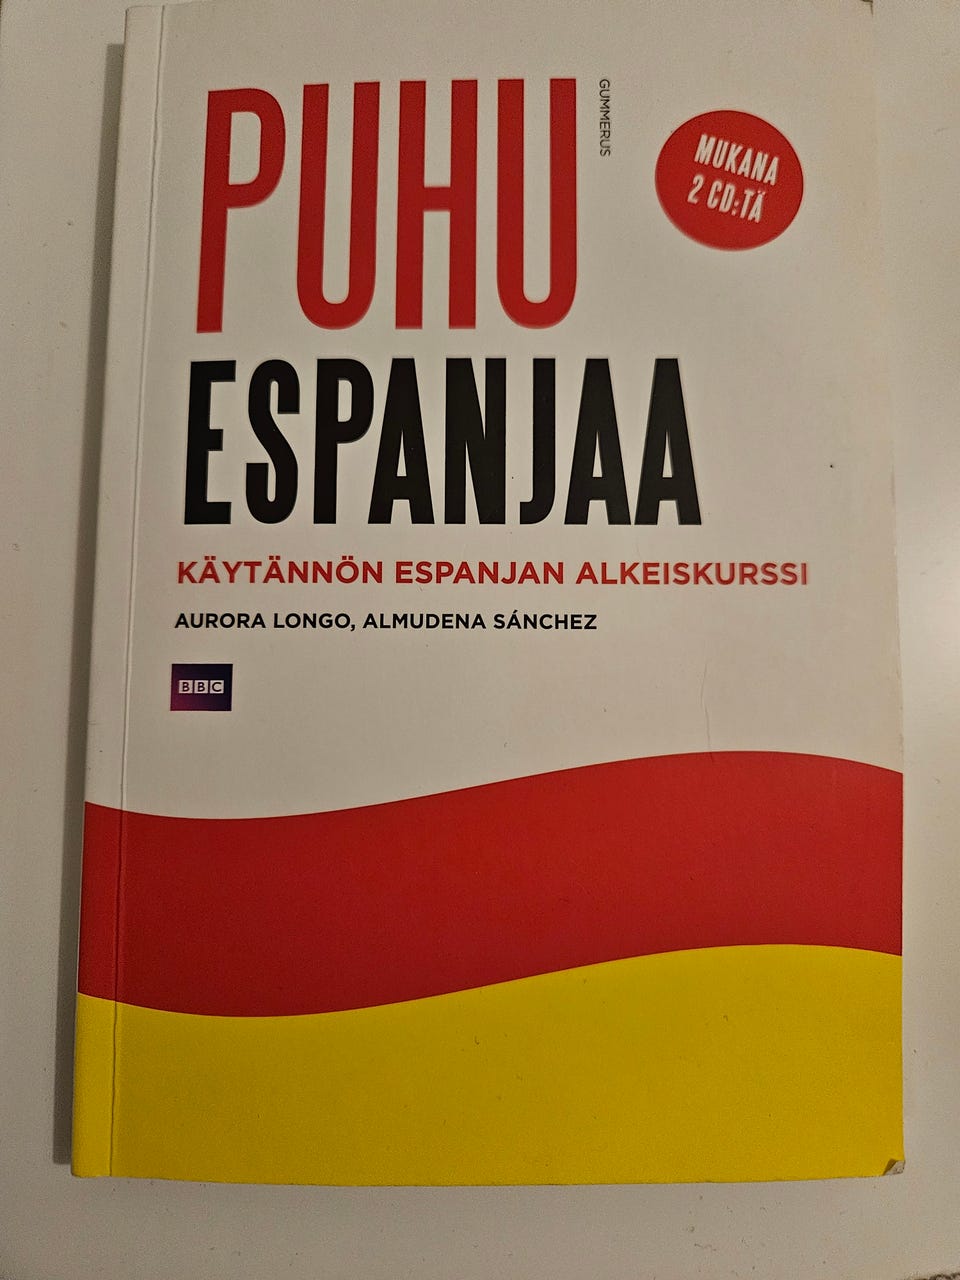 PUHU
GUMMERUS
MUKANA
2 CD:TÄ
ESPANJAA
KÄYTÄNNÖN ESPANJAN ALKEISKURSSI
AURORA LONGO, ALMUDENA SÁNCHEZ
BBC